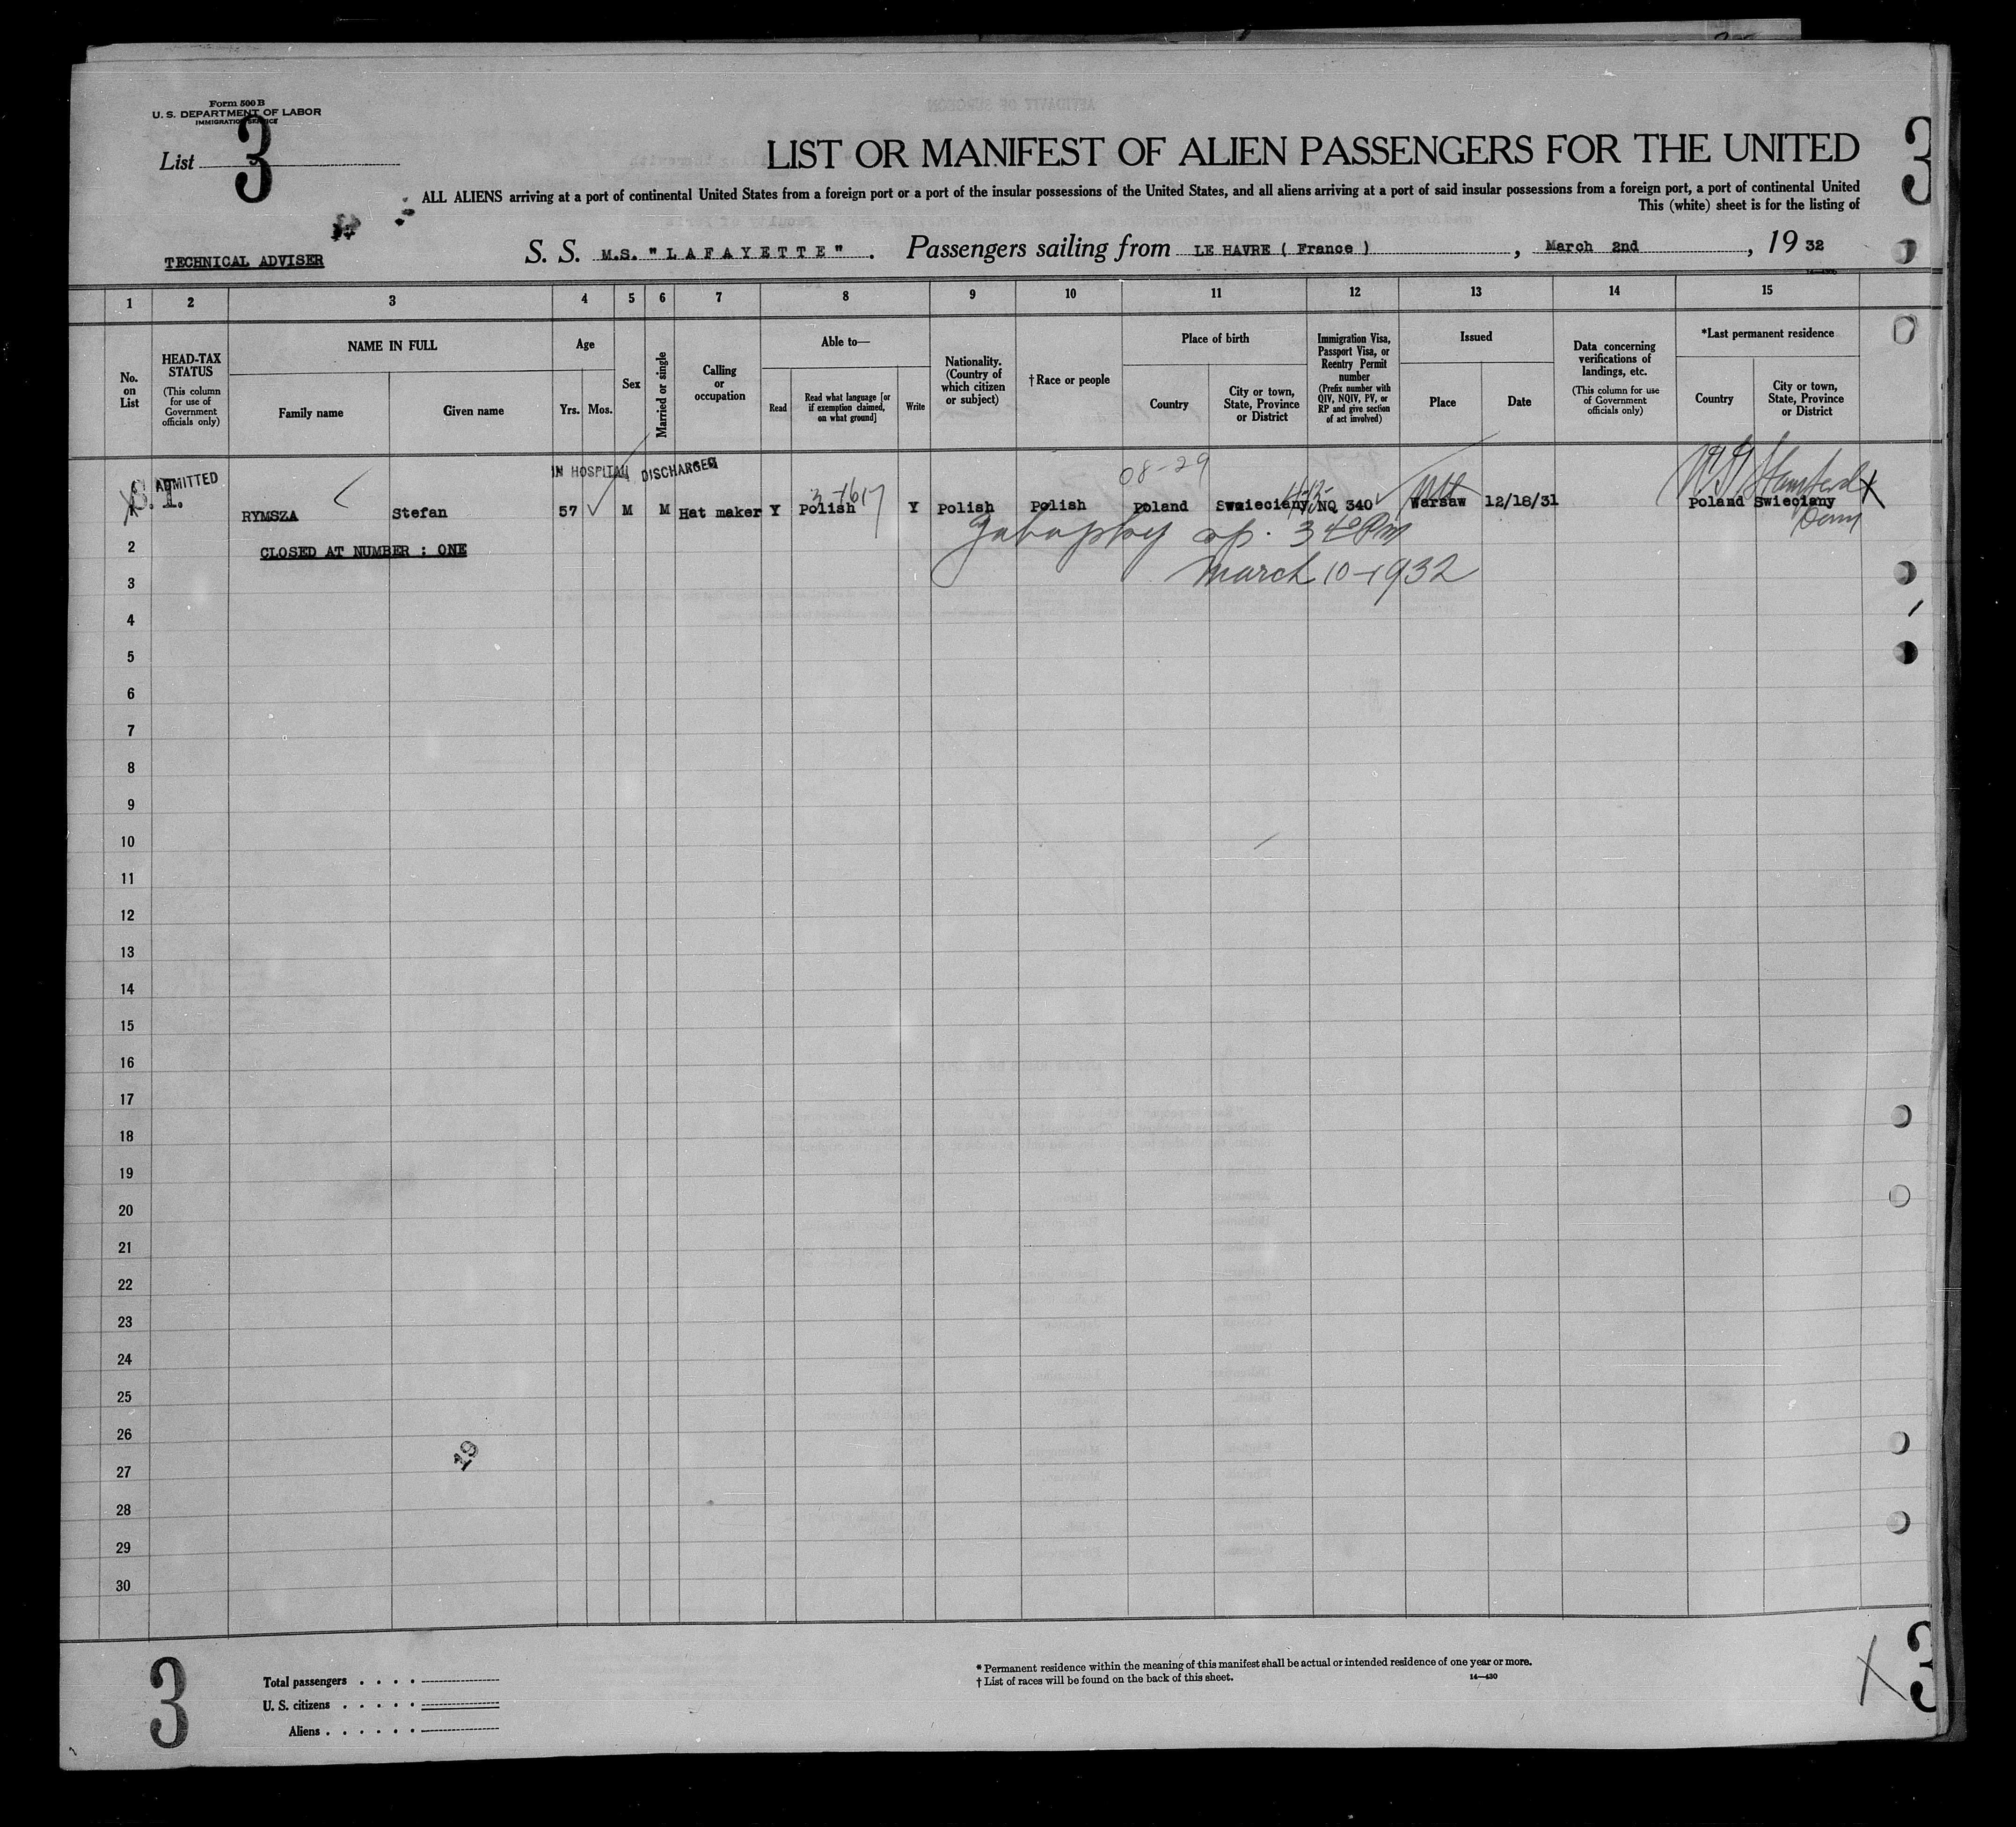 Form 500 B
U. S. DEPARTMENT OF LABOR
IMMIGRATION SERVICE
List 3
3
LIST OR MANIFEST OF ALIEN PASSENGERS FOR THE UNITED
ALL ALIENS arriving at a port of continental United States from a foreign port or a port of the insular possessions of the United States, and all aliens arriving at a port of said insular possessions from a foreign port, a port of continental United
This (white) sheet is for the listing of
TECHNICAL ADVISER
S. S. M.S. "LAFAYETTE". Passengers sailing from LE HAVRE ( France ), March 2nd, 19 32
1 2 3 4 5 6 7 8 9 10 11 12 13 14 15
No. on List
HEAD-TAX STATUS
(This column for use of Government officials only)
NAME IN FULL
Family name
Given name
Age
Yrs. Mos.
Sex
Married or single
Calling or occupation
Able to—
Read
Read what language [or if exemption claimed, on what ground]
Write
Nationality. (Country of which citizen or subject)
† Race or people
Place of birth
Country
City or town, State, Province or District
Immigration Visa, Passport Visa, or Reentry Permit number
(Prefix number with QIV, NQIV, PV, or RP and give section of act involved)
Issued
Place
Date
Data concerning verifications of landings, etc.
(This column for use of Government officials only)
*Last permanent residence
Country
City or town, State, Province or District
ADMITTED
S. I.
IN HOSPITAL DISCHARGED
08-29
3-1617
Stamford
RYMSZA Stefan 57 M M Hat maker Y Polish Y Polish Polish Poland Swieciany NQ 340 Warsaw 12/18/31 Poland Swieciany
Conn
340 Pm
March 10-1932
2 CLOSED AT NUMBER : ONE
3
4
5
6
7
8
9
10
11
12
13
14
15
16
17
18
19
20
21
22
23
24
25
26
27
28
29
30
19
3
Total passengers
U. S. citizens
Aliens
* Permanent residence within the meaning of this manifest shall be actual or intended residence of one year or more.
† List of races will be found on the back of this sheet.
14—430
3